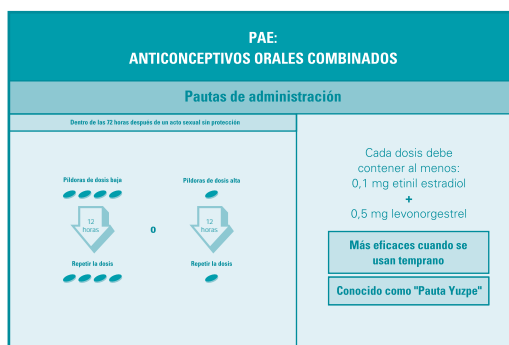 PAE:
ANTICONCEPTIVOS ORALES COMBINADOS
Pautas de administración
Dentro de las 72 horas después de un acto sexual sin protección
Píldoras de dosis baja
12
horas
Repetir la dosis
o
Píldoras de dosis alta
12
horas
Repetir la dosis
Cada dosis debe
contener al menos:
0,1 mg etinil estradiol
+
0,5 mg levonorgestrel
Más eficaces cuando se
usan temprano
Conocido como "Pauta Yuzpe"